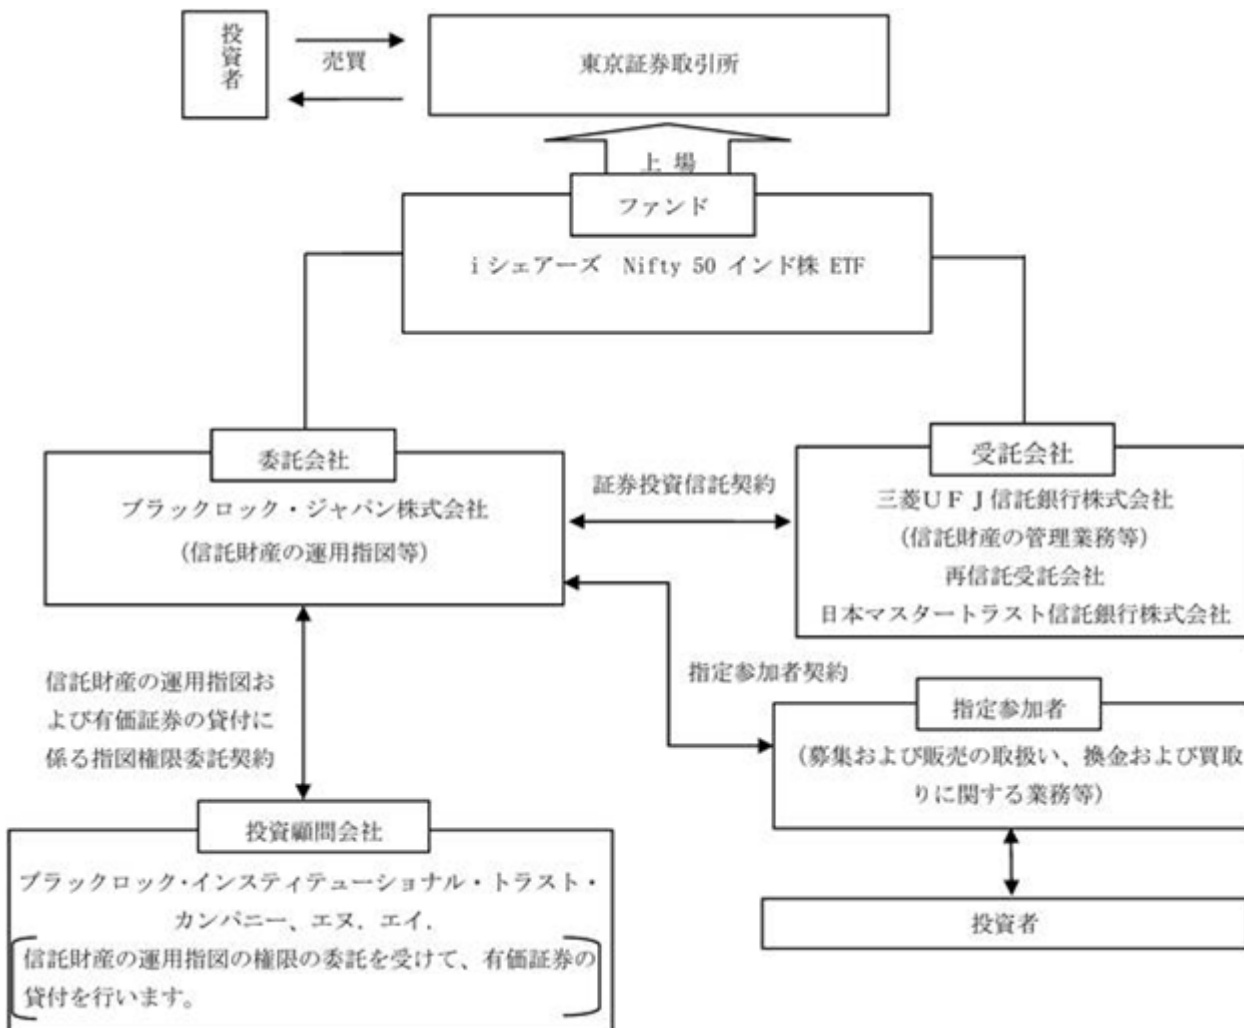 投資者
売買
東京証券取引所
上 場
ファンド
i シェアーズ Nifty 50 インド株 ETF
委託会社
ブラックロック・ジャパン株式会社
(信託財産の運用指図等)
証券投資信託契約
受託会社
三菱UFJ信託銀行株式会社
(信託財産の管理業務等)
再信託受託会社
日本マスタートラスト信託銀行株式会社
信託財産の運用指図お
よび有価証券の貸付に
係る指図権限委託契約
指定参加者契約
指定参加者
(募集および販売の取扱い、換金および買取
りに関する業務等)
投資顧問会社
ブラックロック・インスティテューショナル・トラスト・
カンパニー、エヌ.エイ.
信託財産の運用指図の権限の委託を受けて、有価証券の
貸付を行います。
投資者